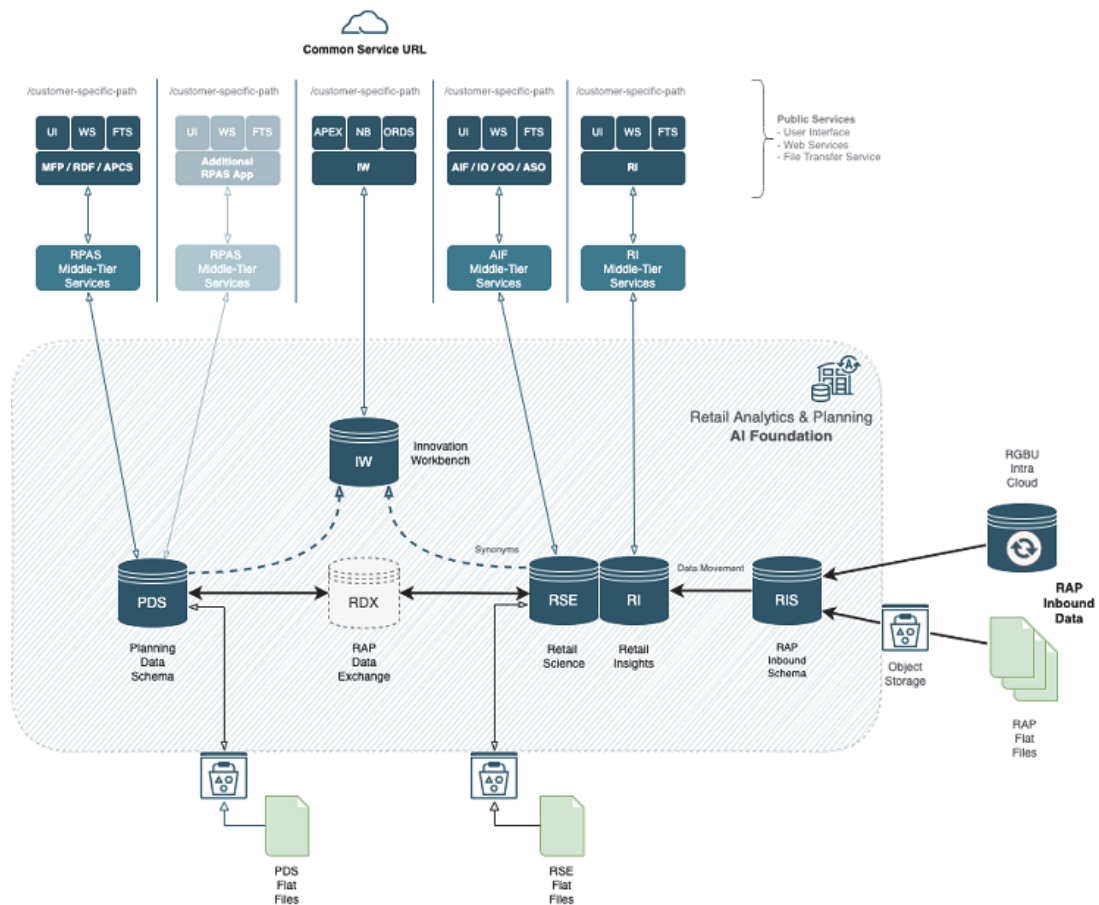 Common Service URL
/customer-specific-path
/customer-specific-path
/customer-specific-path
/customer-specific-path
/customer-specific-path
UI WS FTS
MFP / RDF / APCS
UI WS FTS
Additional
RPAS App
APEX NB ORDS
IW
UI WS FTS
AIF / IO / OO / ASO
UI WS FTS
RI
Public Services
- User Interface
- Web Services
- File Transfer Service
RPAS
Middle-Tier
Services
RPAS
Middle-Tier
Services
AIF
Middle-Tier
Services
RI
Middle-Tier
Services
A
Retail Analytics & Planning
AI Foundation
IW
Innovation
Workbench
RGBU
Intra
Cloud
Synonyms
Data Movement
PDS
RDX
RSE
RI
RIS
Planning
Data
Schema
RAP
Data
Exchange
Retail
Science
Retail
Insights
RAP
Inbound
Schema
Object
Storage
RAP
Inbound
Data
RAP
Flat
Files
PDS
Flat
Files
RSE
Flat
Files